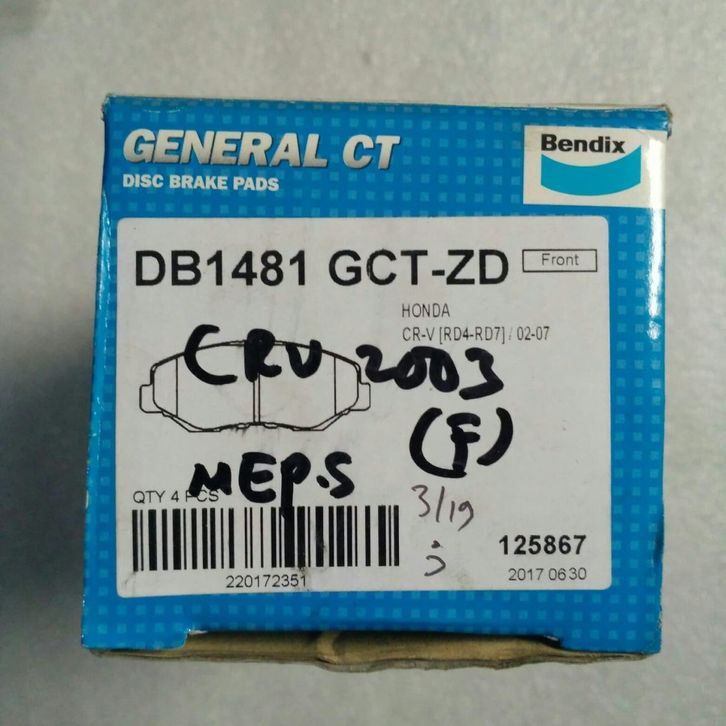 GENERAL CT
DISC BRAKE PADS
Bendix
DB1481 GCT-ZD
Front
HONDA
CR-V [RD4-RD7] / 02-07
CRV 2003
(F)
MEP.S
QTY 4 PCS
3/19
220172351
125867
2017 06 30